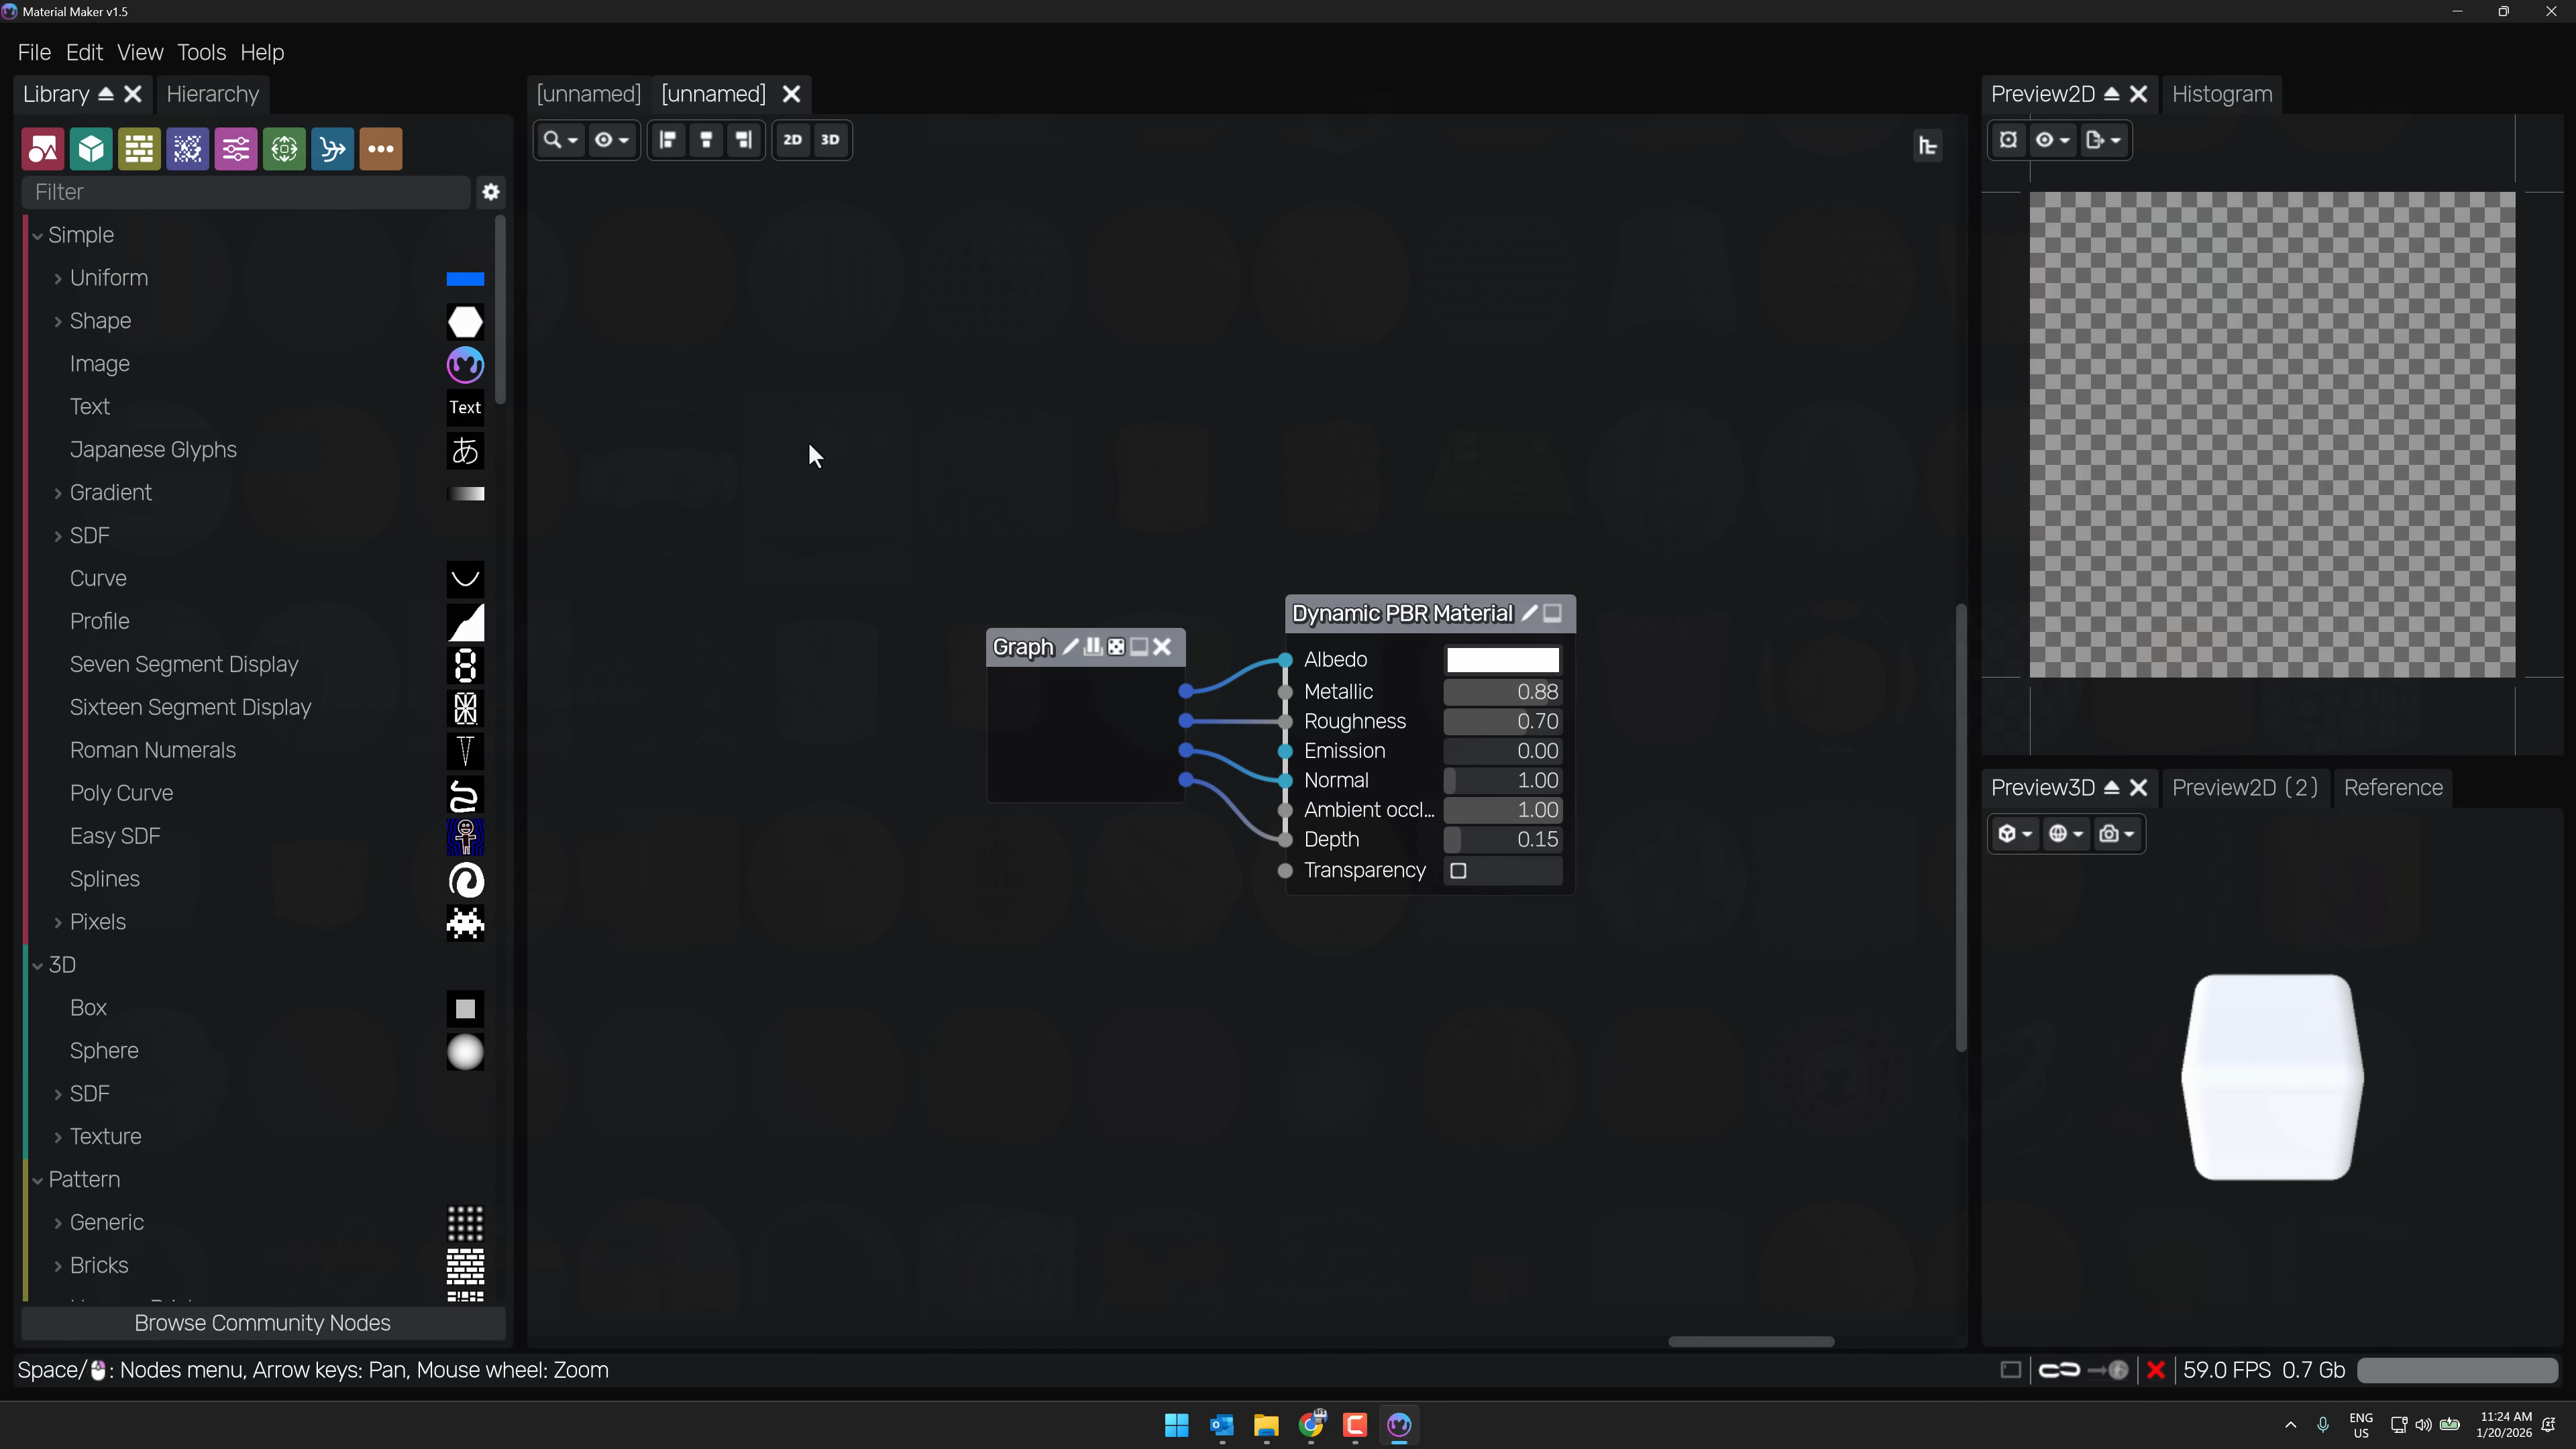 Material Maker v1.5
File Edit View Tools Help
Library Hierarchy
[unnamed] [unnamed]
Preview2D Histogram
2D 3D
Filter
Simple
Uniform
Shape
Image
Text Text
Japanese Glyphs あ
Gradient
SDF
Curve
Profile
Seven Segment Display
Sixteen Segment Display
Roman Numerals
Poly Curve
Easy SDF
Splines
Pixels
3D
Box
Sphere
SDF
Texture
Pattern
Generic
Bricks
Browse Community Nodes
Graph
Dynamic PBR Material
Albedo
Metallic 0.88
Roughness 0.70
Emission 0.00
Normal 1.00
Ambient occl... 1.00
Depth 0.15
Transparency
Preview3D Preview2D (2) Reference
Space/ : Nodes menu, Arrow keys: Pan, Mouse wheel: Zoom
59.0 FPS 0.7 Gb
ENG
US
11:24 AM
1/20/2026